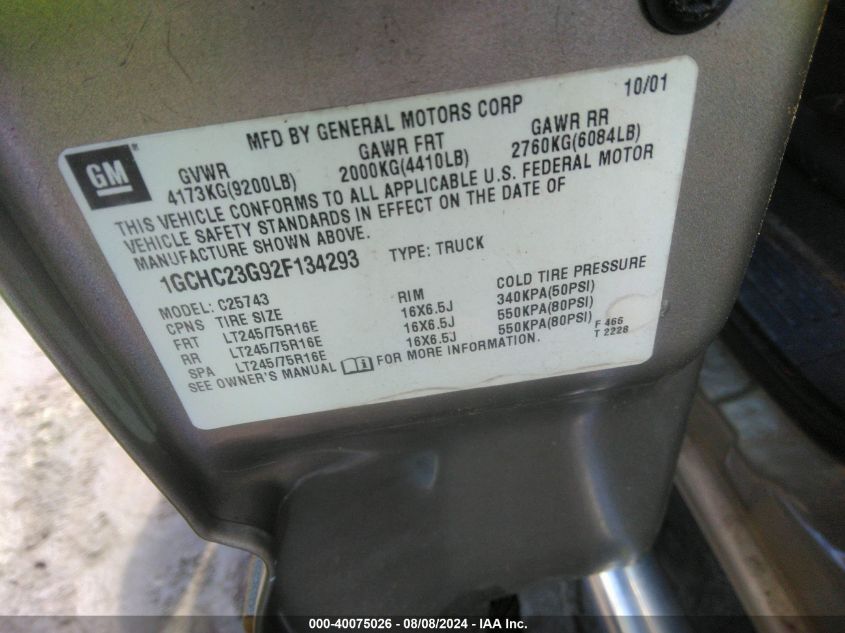 10/01
MFD BY GENERAL MOTORS CORP
GM
GVWR GAWR FRT GAWR RR
4173KG(9200LB) 2000KG(4410LB) 2760KG(6084LB)
THIS VEHICLE CONFORMS TO ALL APPLICABLE U.S. FEDERAL MOTOR
VEHICLE SAFETY STANDARDS IN EFFECT ON THE DATE OF
MANUFACTURE SHOWN ABOVE.
1GCHC23G92F134293 TYPE: TRUCK
MODEL: C25743
CPNS TIRE SIZE RIM COLD TIRE PRESSURE
FRT LT245/75R16E 16X6.5J 340KPA(50PSI)
RR LT245/75R16E 16X6.5J 550KPA(80PSI)
SPA LT245/75R16E 16X6.5J 550KPA(80PSI)
SEE OWNER'S MANUAL FOR MORE INFORMATION.
F 466
T 2228
000-40075026 - 08/08/2024 - IAA Inc.